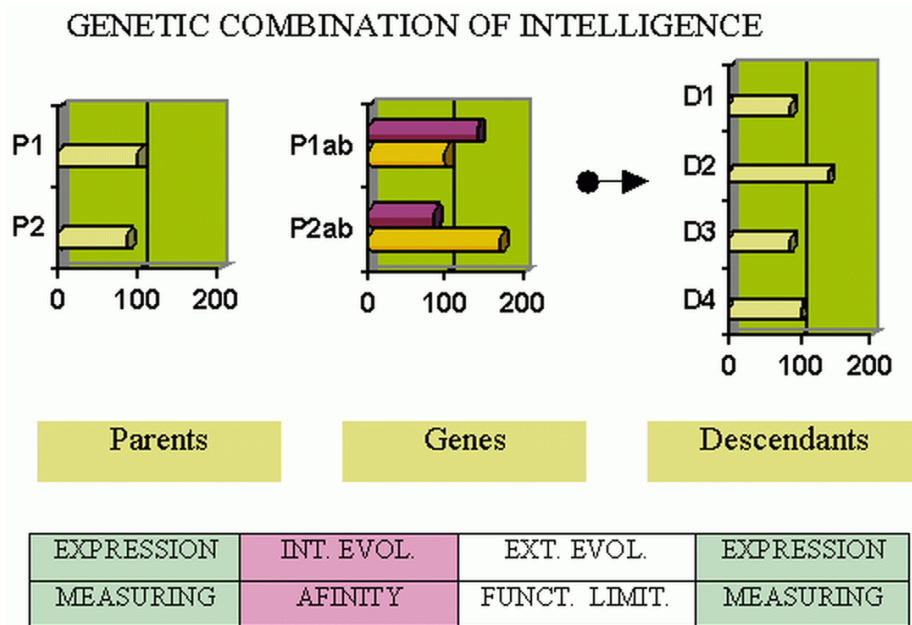 GENETIC COMBINATION OF INTELLIGENCE
P1
P2
0 100 200
P1ab
P2ab
0 100 200
D1
D2
D3
D4
0 100 200
Parents Genes Descendants
EXPRESSION INT. EVOL. EXT. EVOL. EXPRESSION
MEASURING AFINITY FUNCT. LIMIT. MEASURING